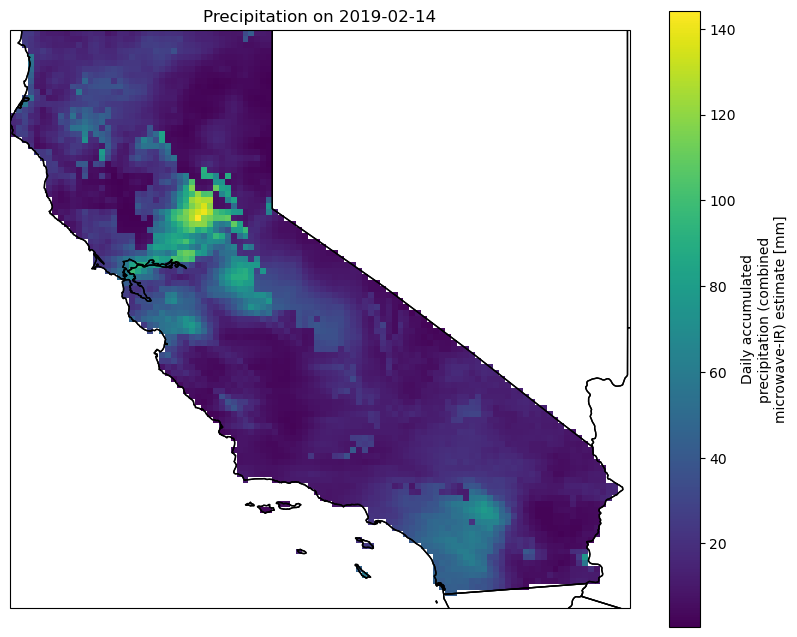 Precipitation on 2019-02-14
140
120
100
80
60
40
20
Daily accumulated
precipitation (combined
microwave-IR) estimate [mm]